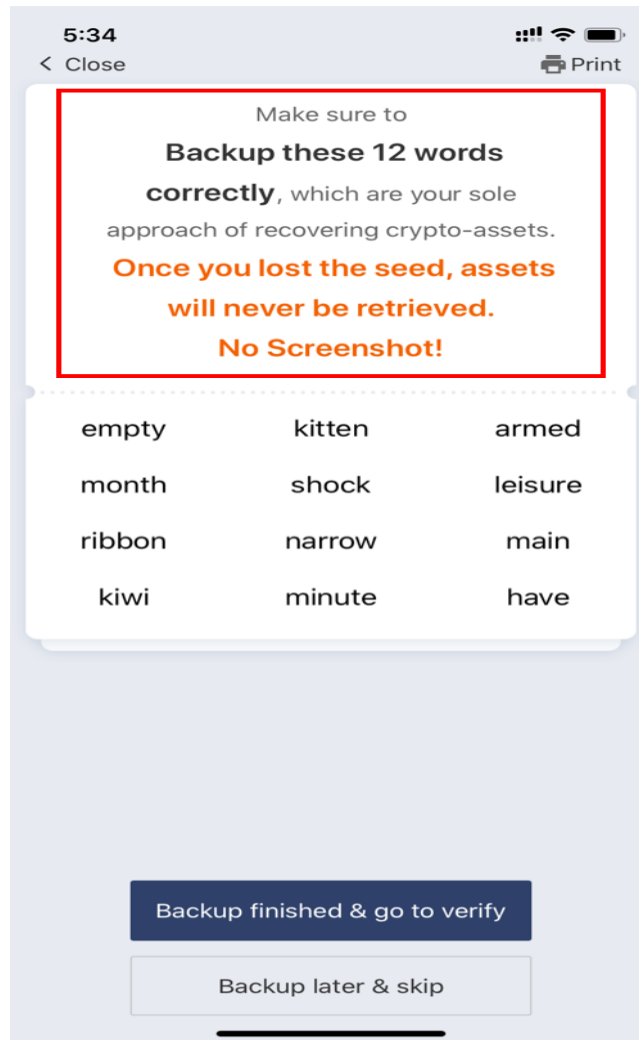 5:34
< Close Print
Make sure to
Backup these 12 words
correctly, which are your sole
approach of recovering crypto-assets.
Once you lost the seed, assets
will never be retrieved.
No Screenshot!
empty kitten armed
month shock leisure
ribbon narrow main
kiwi minute have
Backup finished & go to verify
Backup later & skip